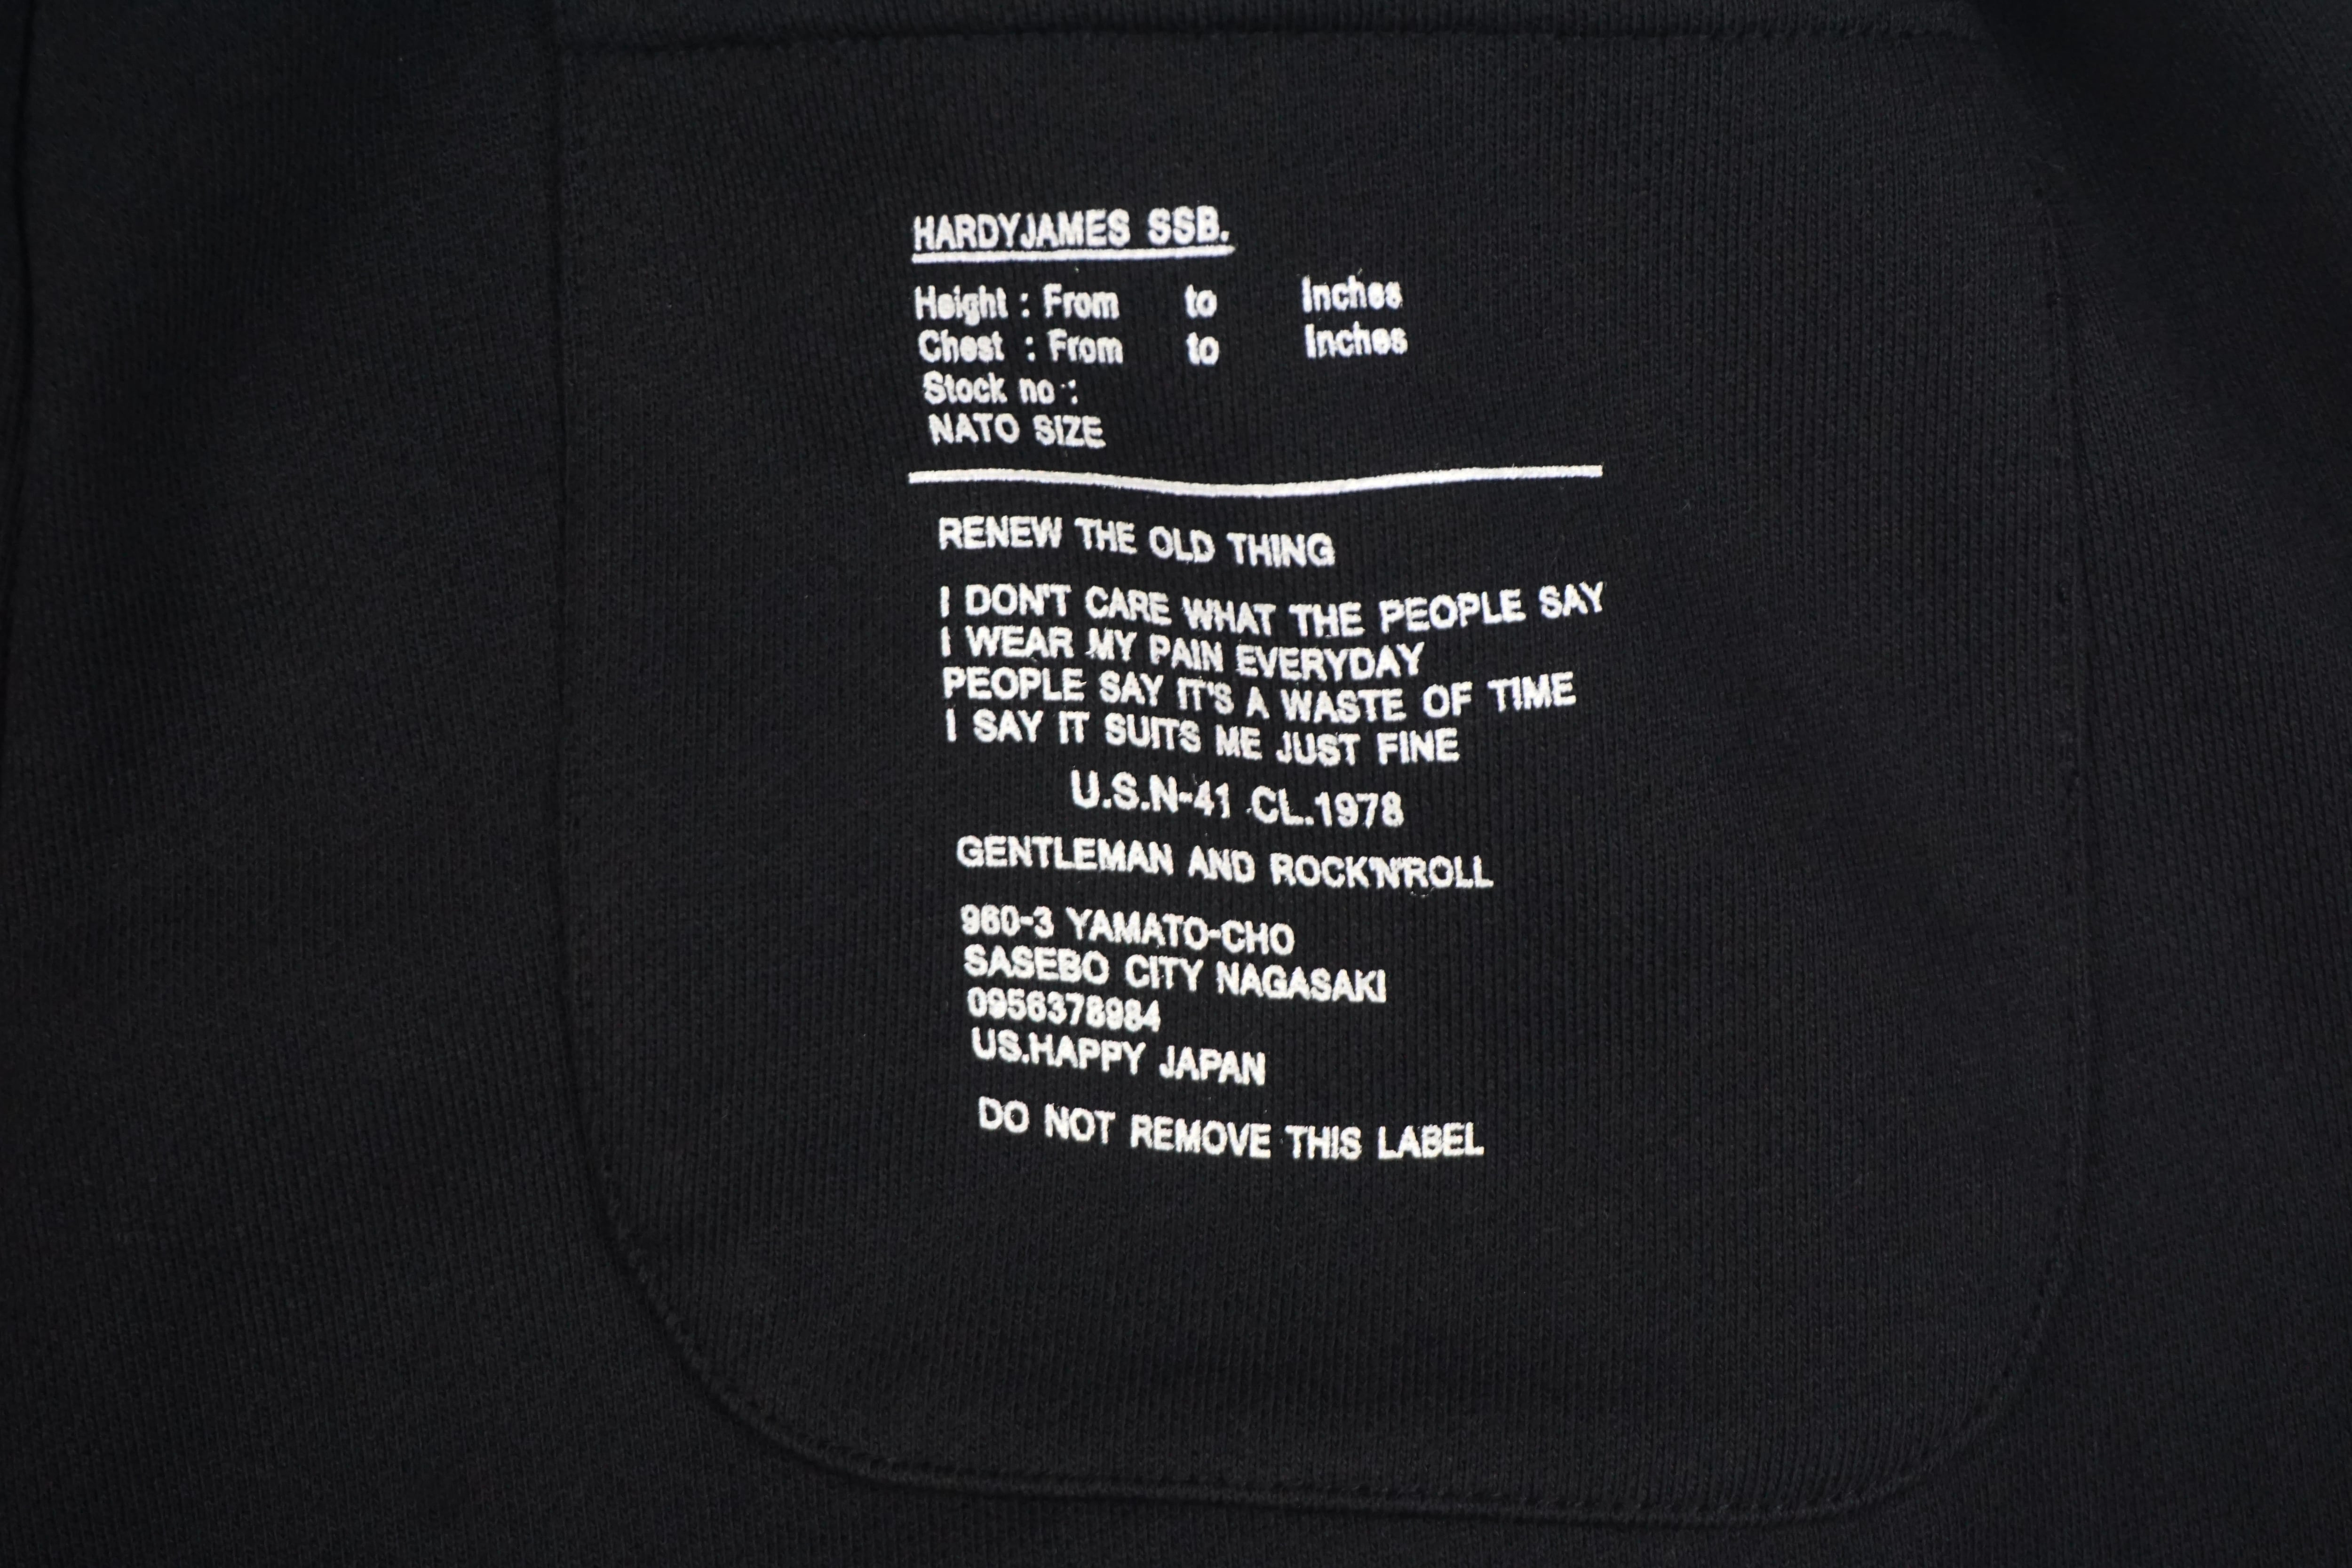 HARDYJAMES SSB.
Height : From to Inches
Chest : From to Inches
Stock no :
NATO SIZE
RENEW THE OLD THING
I DON'T CARE WHAT THE PEOPLE SAY
I WEAR MY PAIN EVERYDAY
PEOPLE SAY IT'S A WASTE OF TIME
I SAY IT SUITS ME JUST FINE
U.S.N-41 CL.1978
GENTLEMAN AND ROCK'N'ROLL
960-3 YAMATO-CHO
SASEBO CITY NAGASAKI
0956378984
US.HAPPY JAPAN
DO NOT REMOVE THIS LABEL